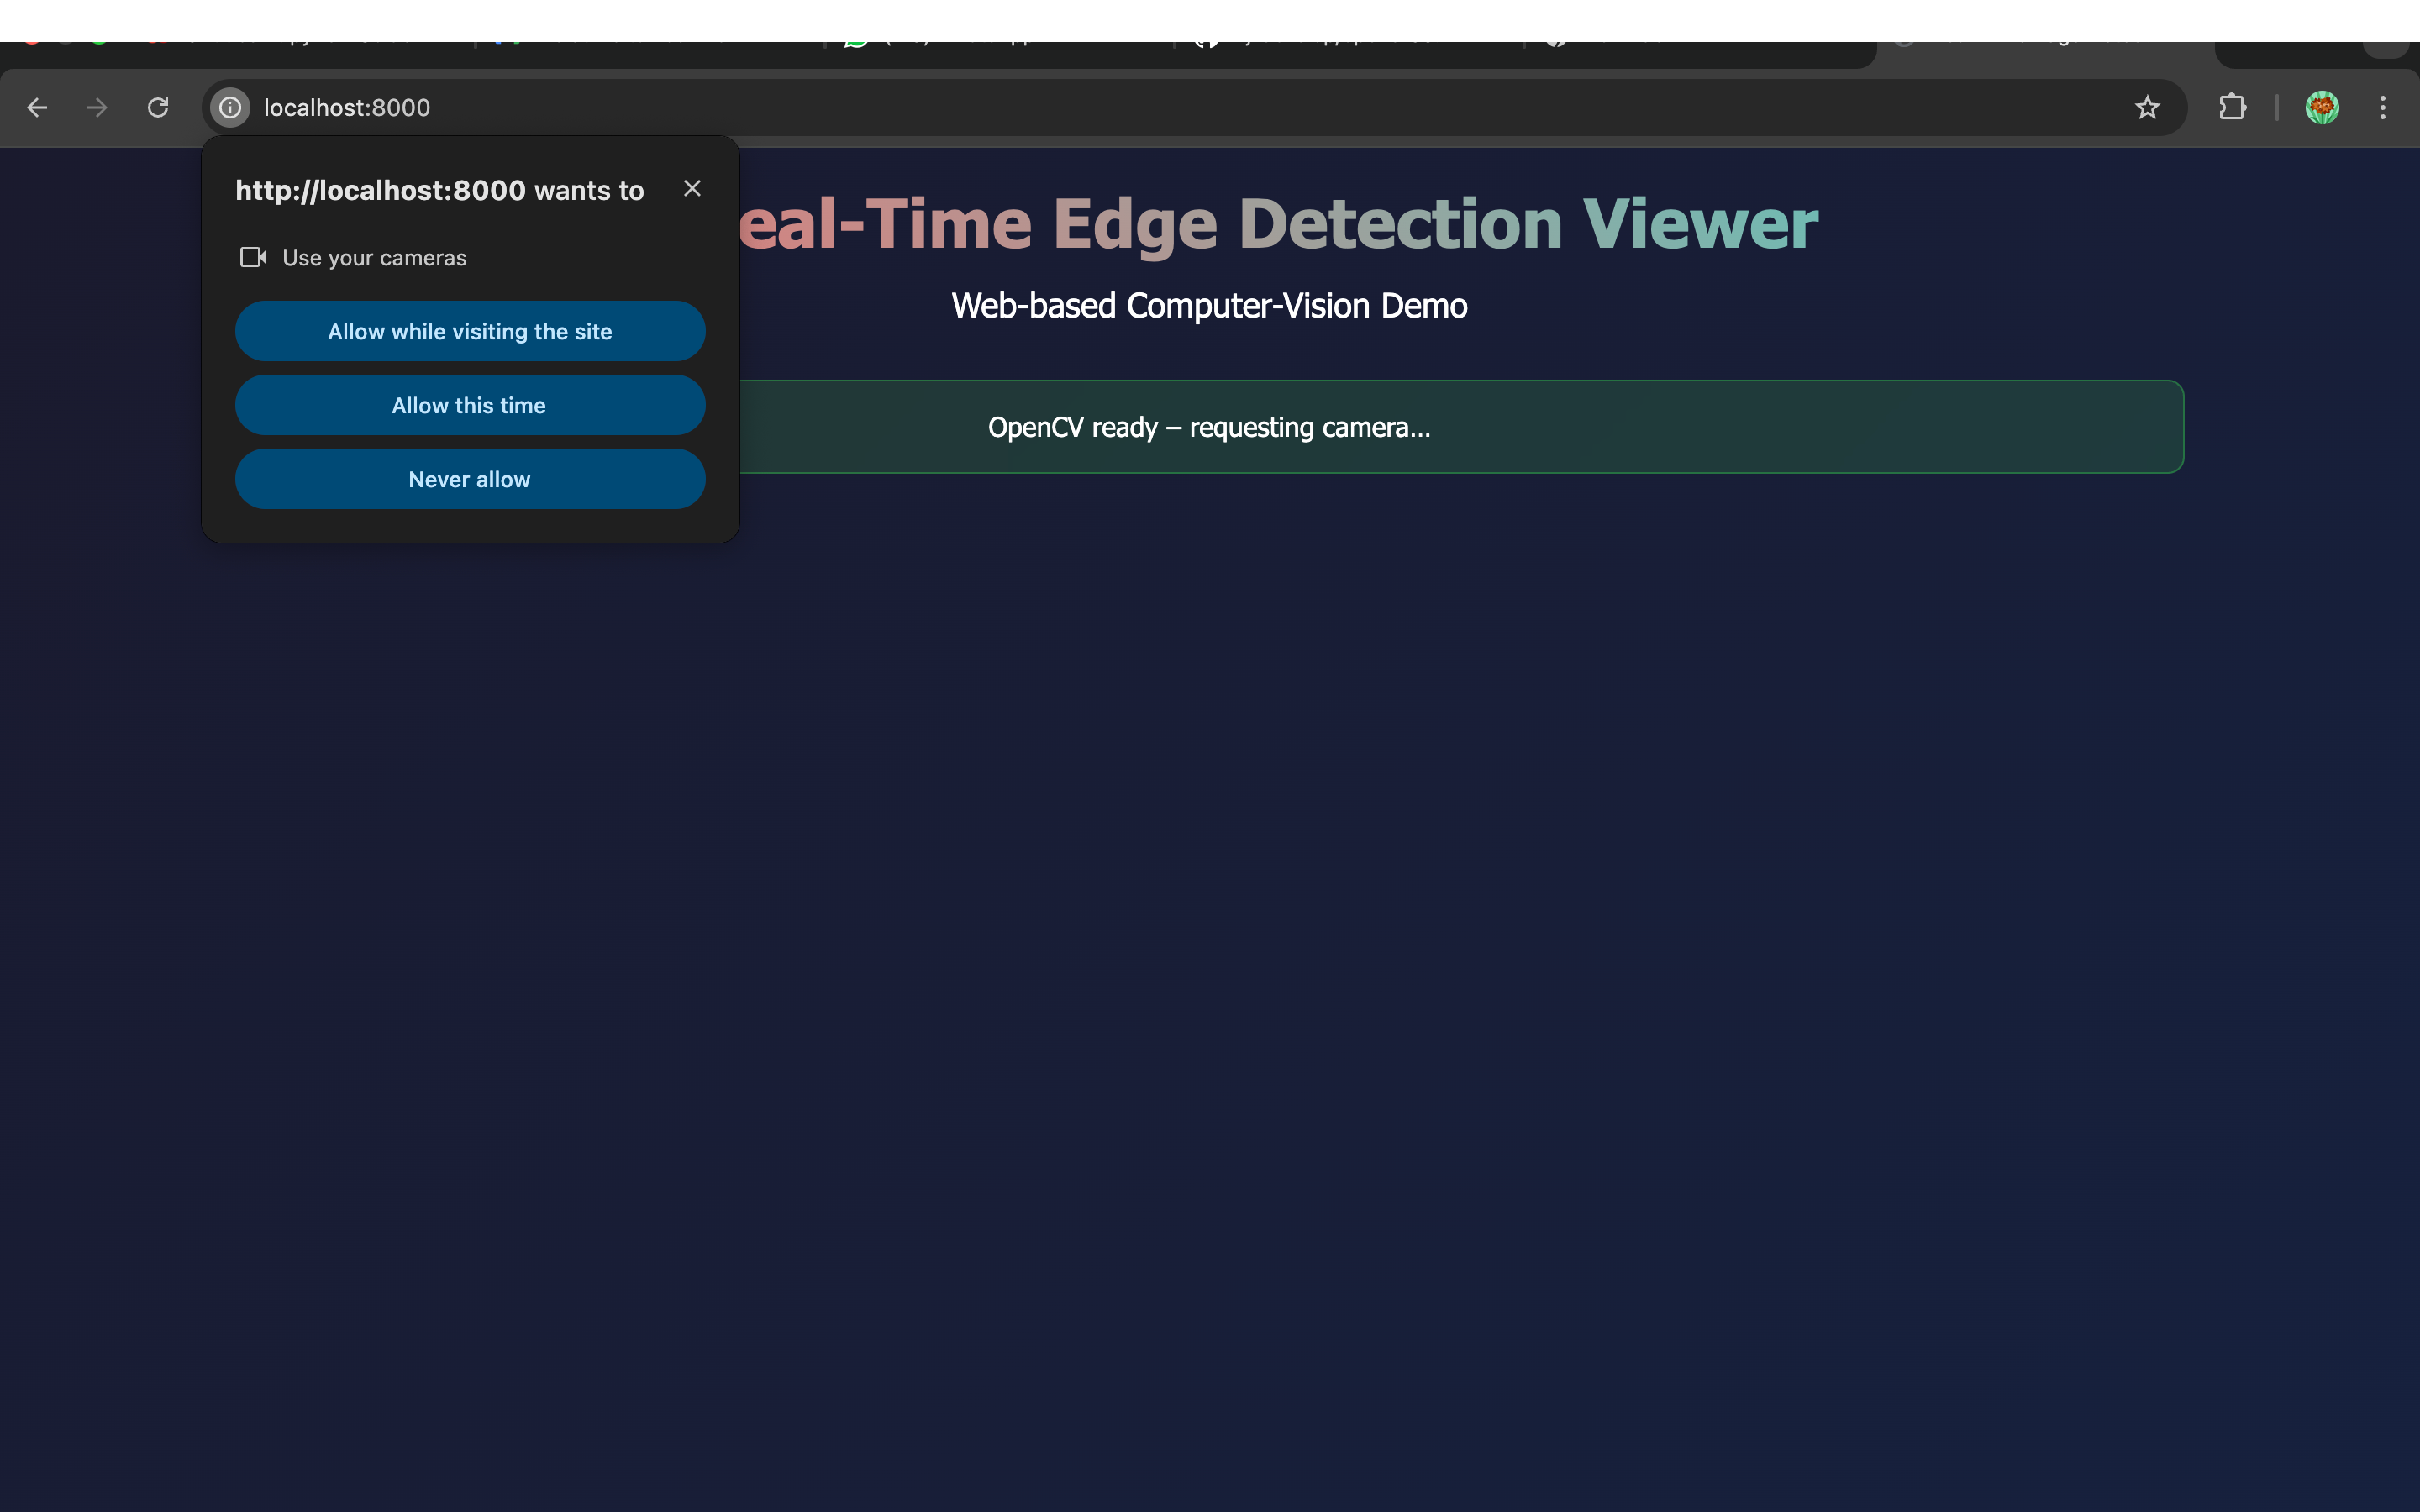 localhost:8000
http://localhost:8000 wants to
Use your cameras
Allow while visiting the site
Allow this time
Never allow
eal-Time Edge Detection Viewer
Web-based Computer-Vision Demo
OpenCV ready – requesting camera...